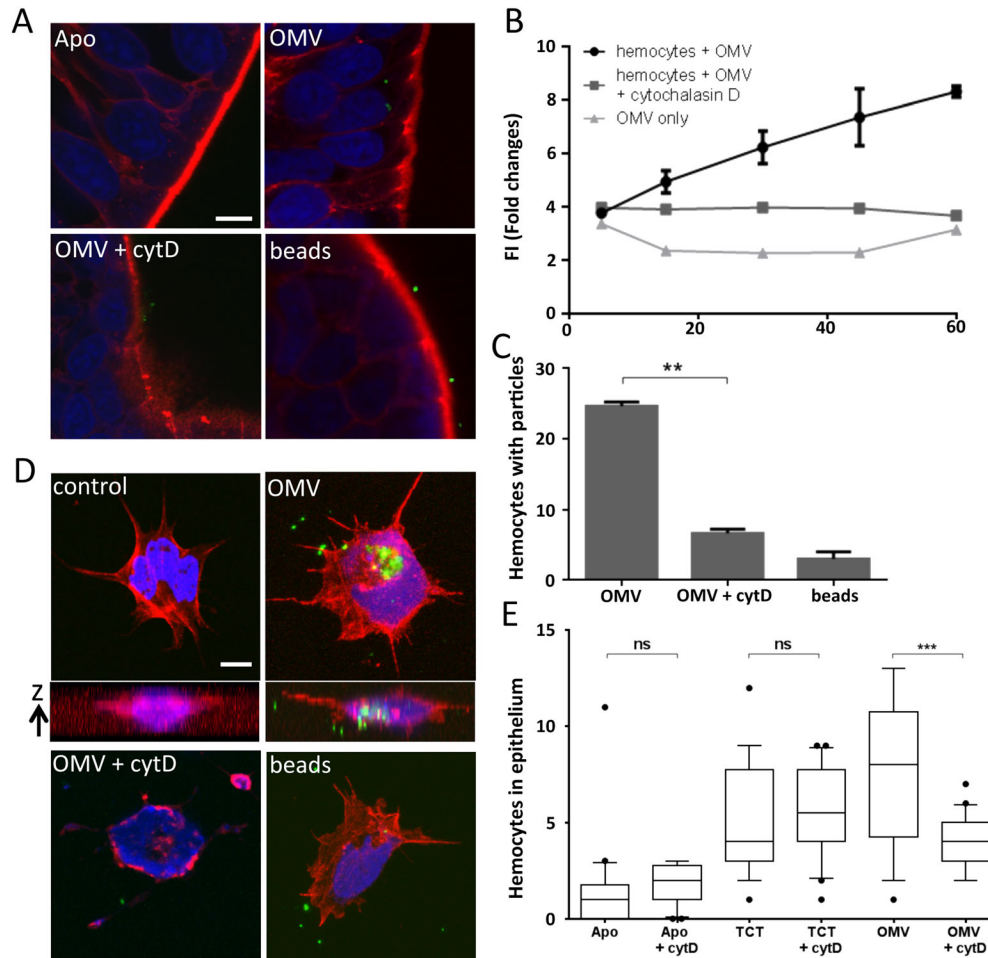 A
Apo
OMV
OMV + cytD
beads
B
FI (Fold changes)
10
8
6
4
2
0
hemocytes + OMV
hemocytes + OMV
+ cytochalasin D
OMV only
0
20
40
60
C
Hemocytes with particles
30
20
10
0
**
OMV
OMV + cytD
beads
D
control
OMV
Z
OMV + cytD
beads
E
Hemocytes in epithelium
15
10
5
0
ns
ns
***
Apo
Apo
+ cytD
TCT
TCT
+ cytD
OMV
OMV
+ cytD